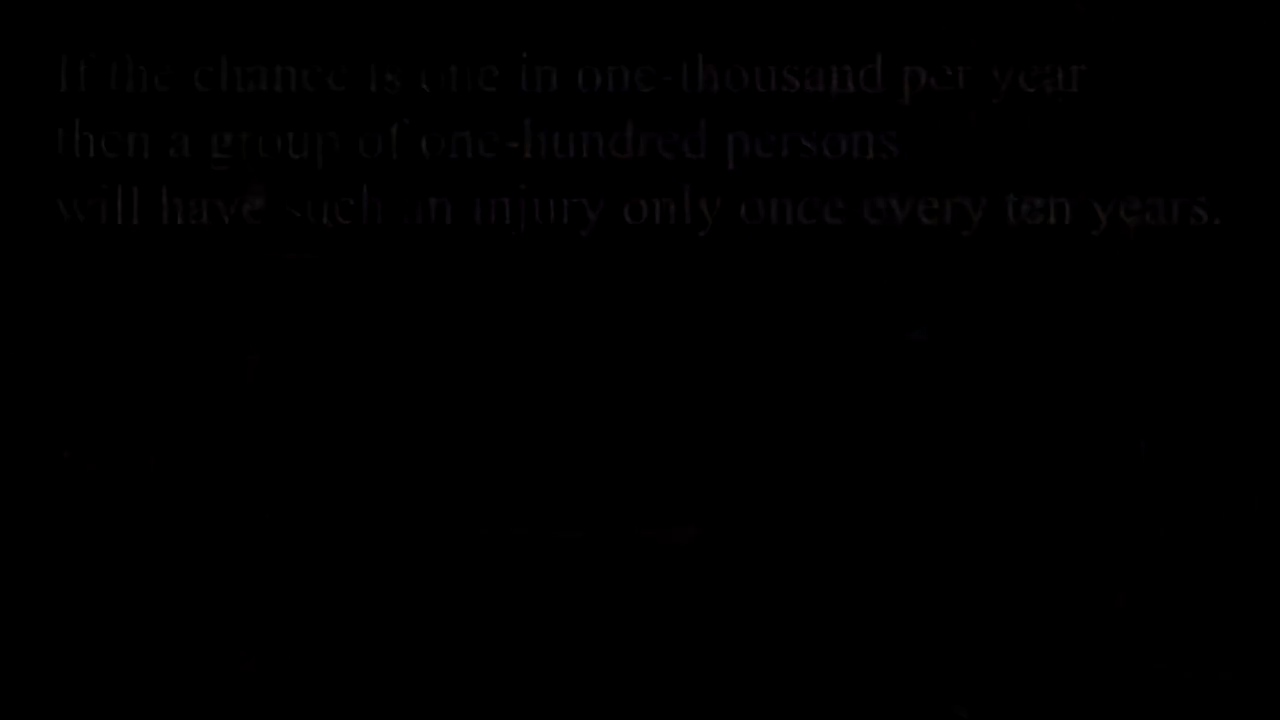 If the chance is one in one-thousand per year
then a group of one-hundred persons
will have such an injury only once every ten years.